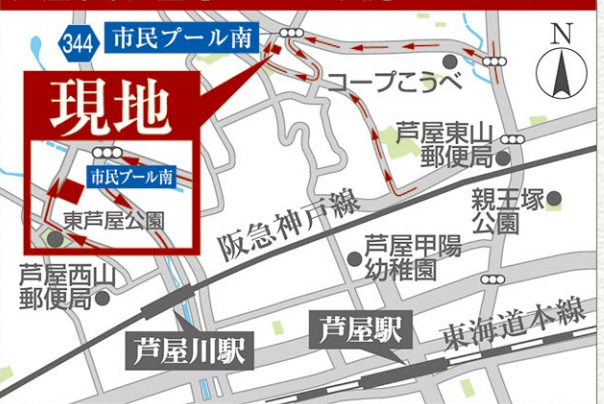 344 市民プール南
N
現地
コープこうべ
芦屋東山
郵便局
市民プール南
東芦屋公園
親王塚
公園
阪急神戸線
芦屋甲陽
幼稚園
芦屋西山
郵便局
芦屋川駅
芦屋駅
東海道本線